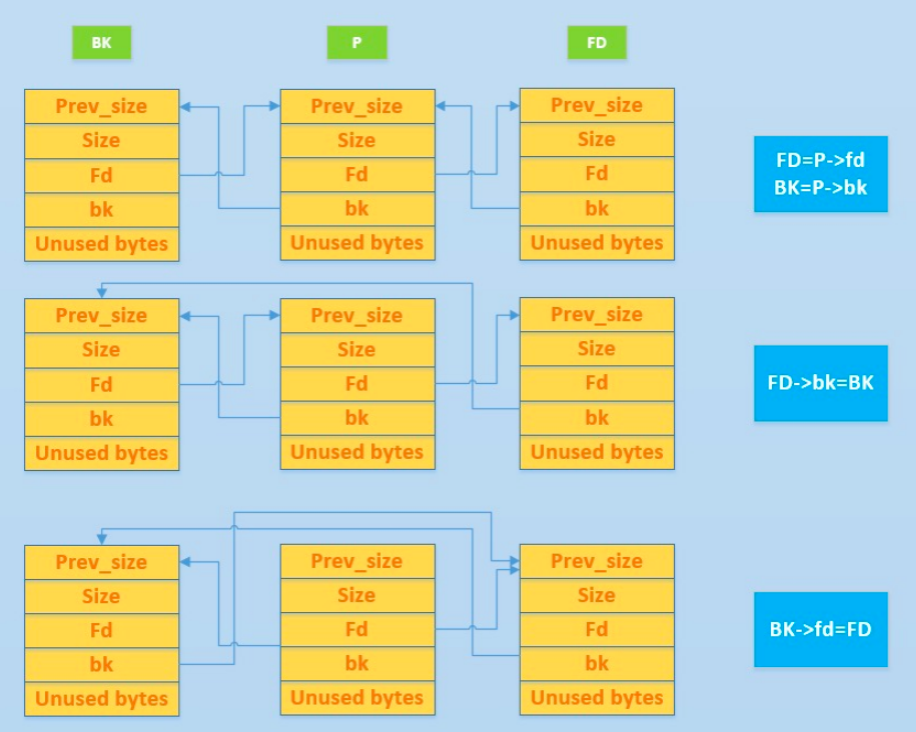 BK
P
FD
Prev_size
Size
Fd
bk
Unused bytes
Prev_size
Size
Fd
bk
Unused bytes
Prev_size
Size
Fd
bk
Unused bytes
FD=P->fd
BK=P->bk
Prev_size
Size
Fd
bk
Unused bytes
Prev_size
Size
Fd
bk
Unused bytes
Prev_size
Size
Fd
bk
Unused bytes
FD->bk=BK
Prev_size
Size
Fd
bk
Unused bytes
Prev_size
Size
Fd
bk
Unused bytes
Prev_size
Size
Fd
bk
Unused bytes
BK->fd=FD